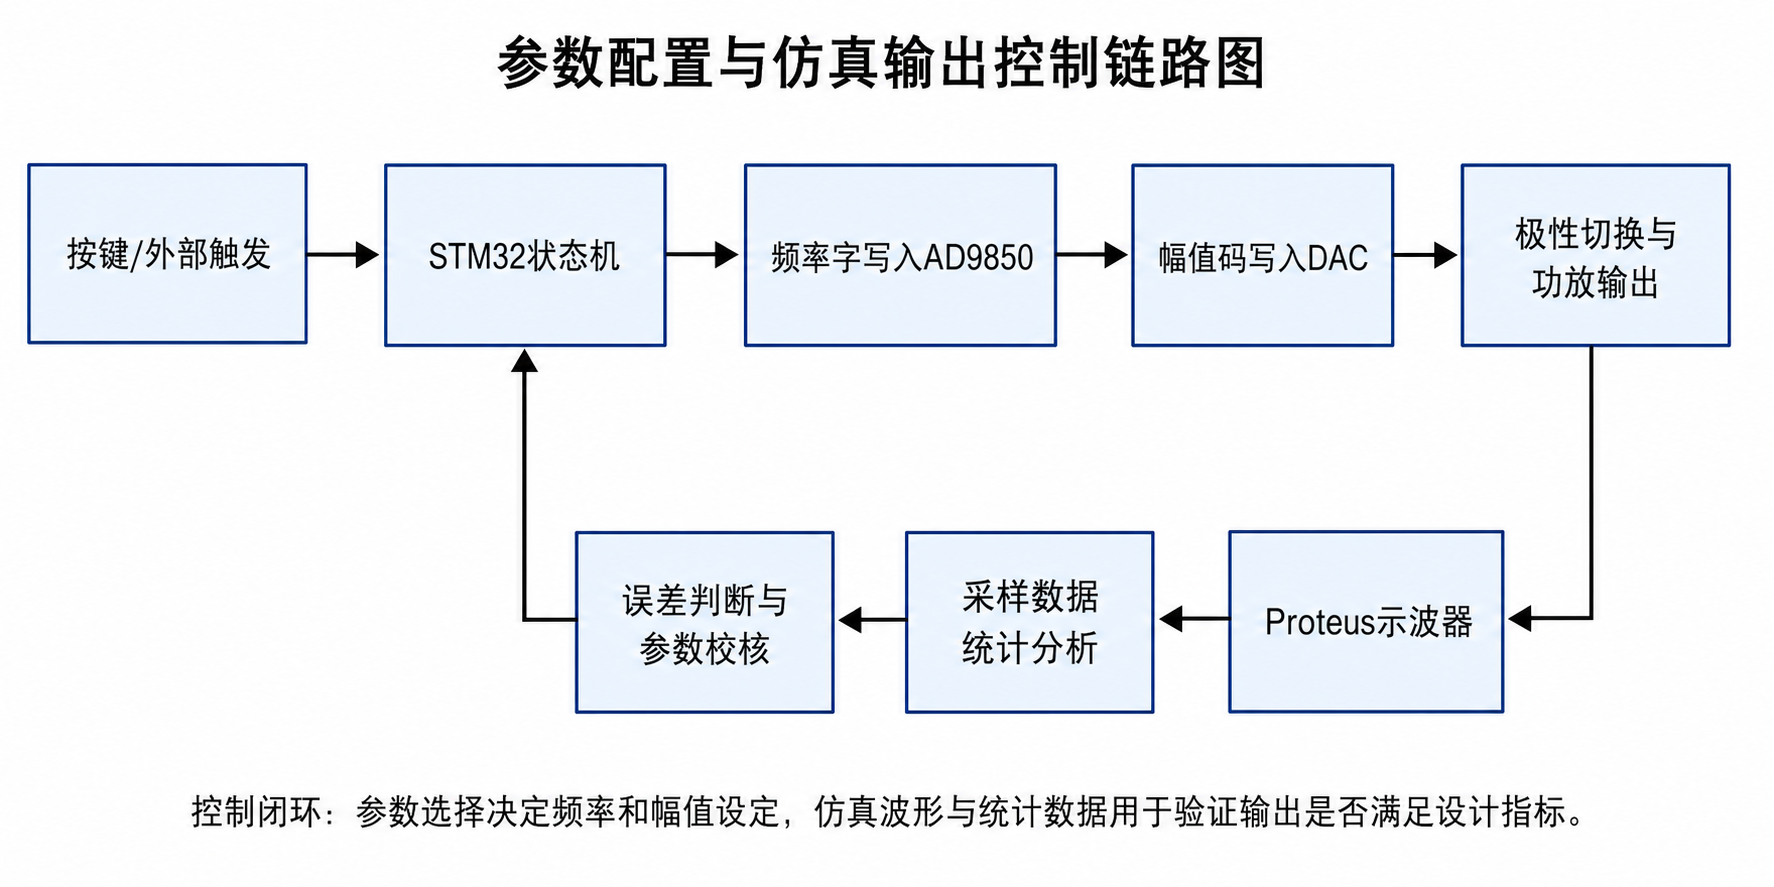 参数配置与仿真输出控制链路图
按键/外部触发
STM32状态机
频率字写入AD9850
幅值码写入DAC
极性切换与
功放输出
误差判断与
参数校核
采样数据
统计分析
Proteus示波器
控制闭环：参数选择决定频率和幅值设定，仿真波形与统计数据用于验证输出是否满足设计指标。